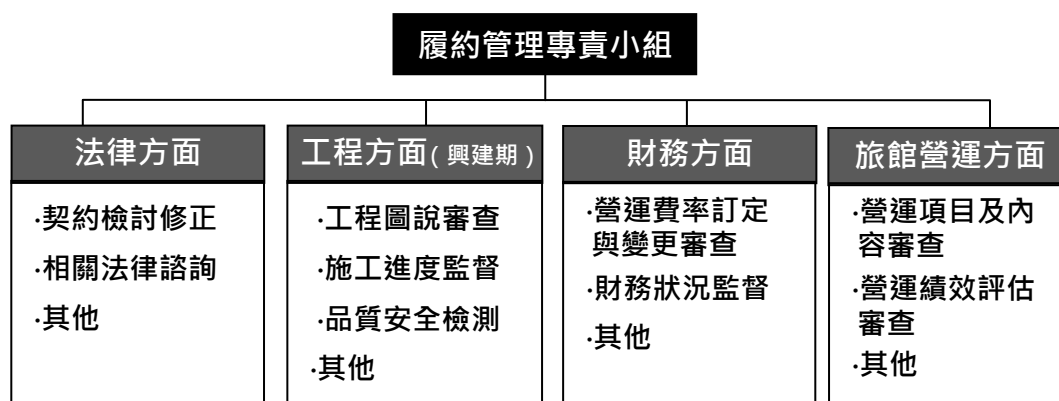 履約管理專責小組
法律方面
·契約檢討修正
·相關法律諮詢
·其他
工程方面(興建期)
·工程圖說審查
·施工進度監督
·品質安全檢測
·其他
財務方面
·營運費率訂定
與變更審查
·財務狀況監督
·其他
旅館營運方面
·營運項目及內
容審查
·營運績效評估
審查
·其他